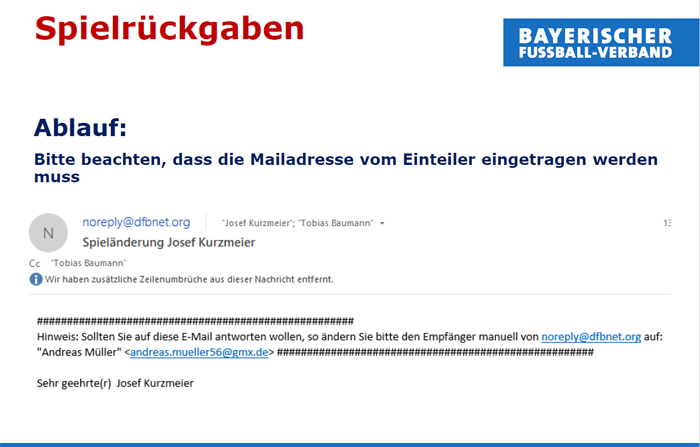 Spielrückgaben
BAYERISCHER
FUSSBALL-VERBAND
Ablauf:
Bitte beachten, dass die Mailadresse vom Einteiler eingetragen werden
muss
N
noreply@dfbnet.org
"Josef Kurzmeier"; "Tobias Baumann"
13
Spieländerung Josef Kurzmeier
Cc "Tobias Baumann"
i Wir haben zusätzliche Zeilenumbrüche aus dieser Nachricht entfernt.
#####################################################
Hinweis: Sollten Sie auf diese E-Mail antworten wollen, so ändern Sie bitte den Empfänger manuell von noreply@dfbnet.org auf:
"Andreas Müller" <andreas.mueller56@gmx.de> #####################################################
Sehr geehrte(r) Josef Kurzmeier